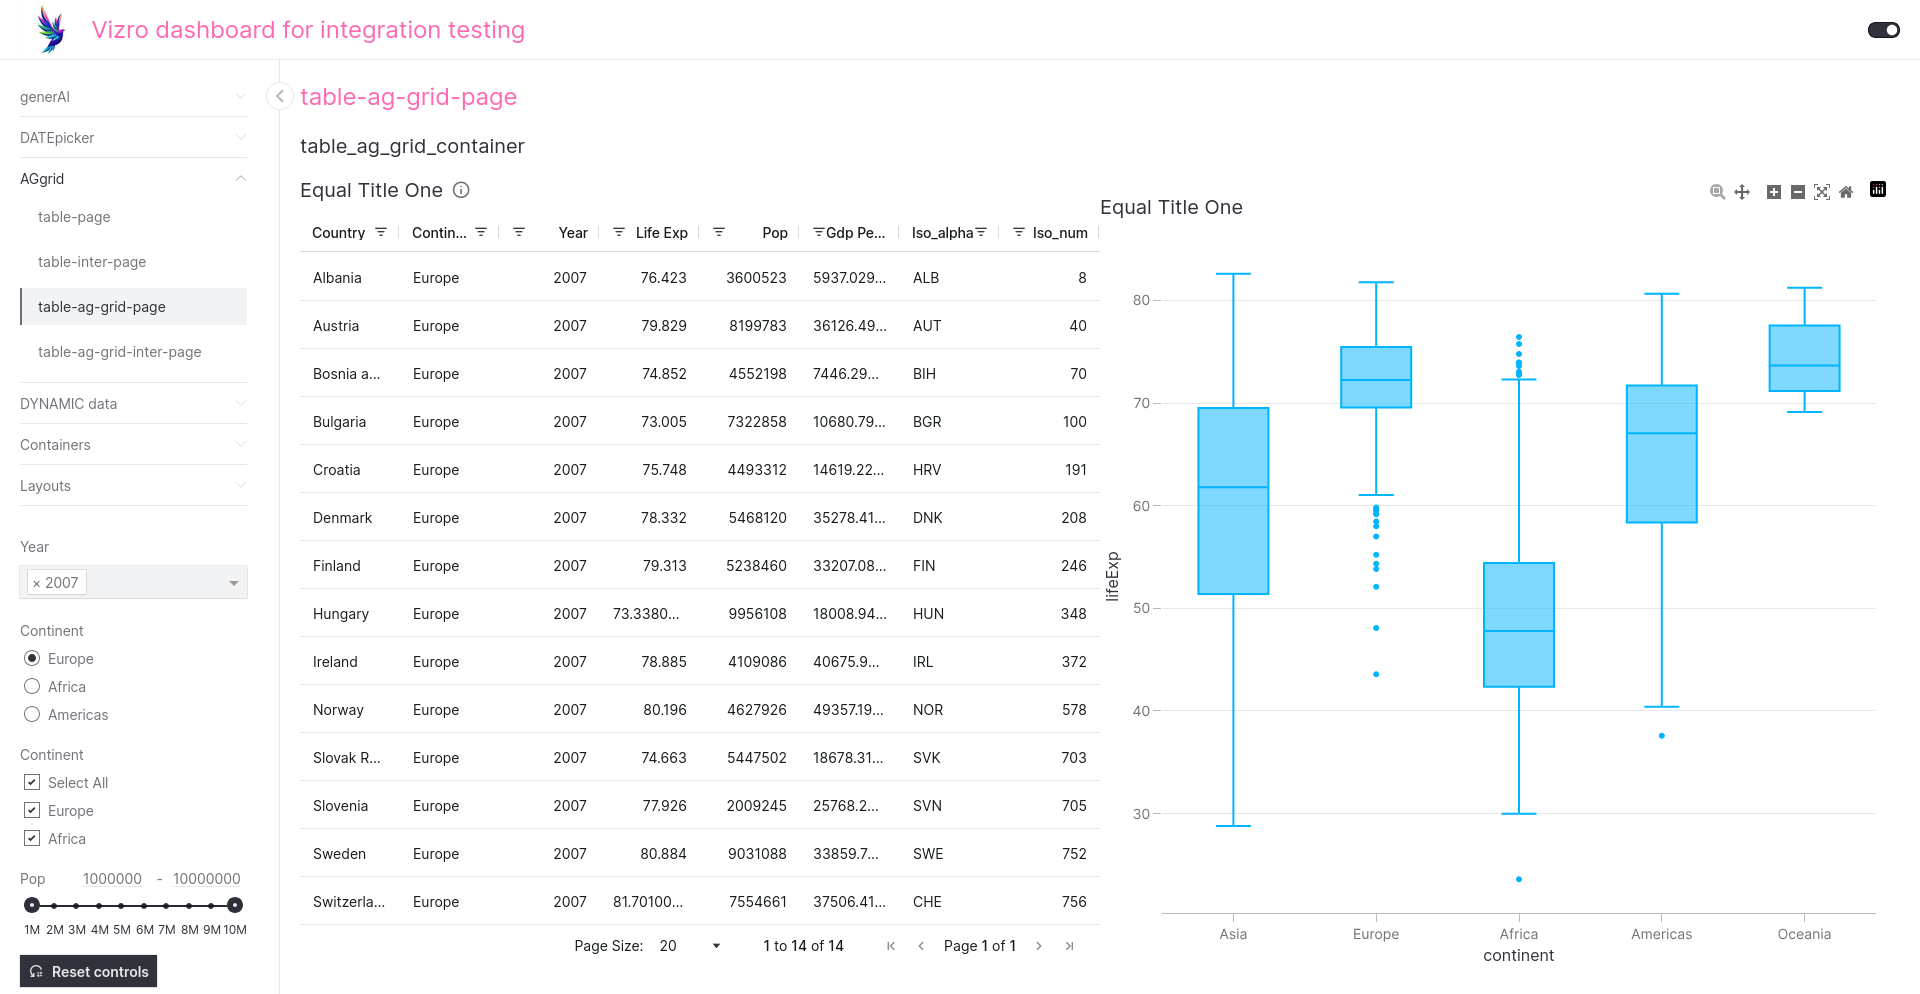 Vizro dashboard for integration testing
generAI
DATEpicker
AGgrid
table-page
table-inter-page
table-ag-grid-page
table-ag-grid-inter-page
DYNAMIC data
Containers
Layouts
Year
× 2007
Continent
Europe
Africa
Americas
Continent
Select All
Europe
Africa
Pop 1000000 - 10000000
1M 2M 3M 4M 5M 6M 7M 8M 9M 10M
Reset controls
table-ag-grid-page
table_ag_grid_container
Equal Title One
Country Contin... Year Life Exp Pop Gdp Pe... Iso_alpha Iso_num
Albania Europe 2007 76.423 3600523 5937.029... ALB 8
Austria Europe 2007 79.829 8199783 36126.49... AUT 40
Bosnia a... Europe 2007 74.852 4552198 7446.29... BIH 70
Bulgaria Europe 2007 73.005 7322858 10680.79... BGR 100
Croatia Europe 2007 75.748 4493312 14619.22... HRV 191
Denmark Europe 2007 78.332 5468120 35278.41... DNK 208
Finland Europe 2007 79.313 5238460 33207.08... FIN 246
Hungary Europe 2007 73.3380... 9956108 18008.94... HUN 348
Ireland Europe 2007 78.885 4109086 40675.9... IRL 372
Norway Europe 2007 80.196 4627926 49357.19... NOR 578
Slovak R... Europe 2007 74.663 5447502 18678.31... SVK 703
Slovenia Europe 2007 77.926 2009245 25768.2... SVN 705
Sweden Europe 2007 80.884 9031088 33859.7... SWE 752
Switzerla... Europe 2007 81.70100... 7554661 37506.41... CHE 756
Page Size: 20 1 to 14 of 14 Page 1 of 1
Equal Title One
80
70
60
50
40
30
lifeExp
Asia Europe Africa Americas Oceania
continent